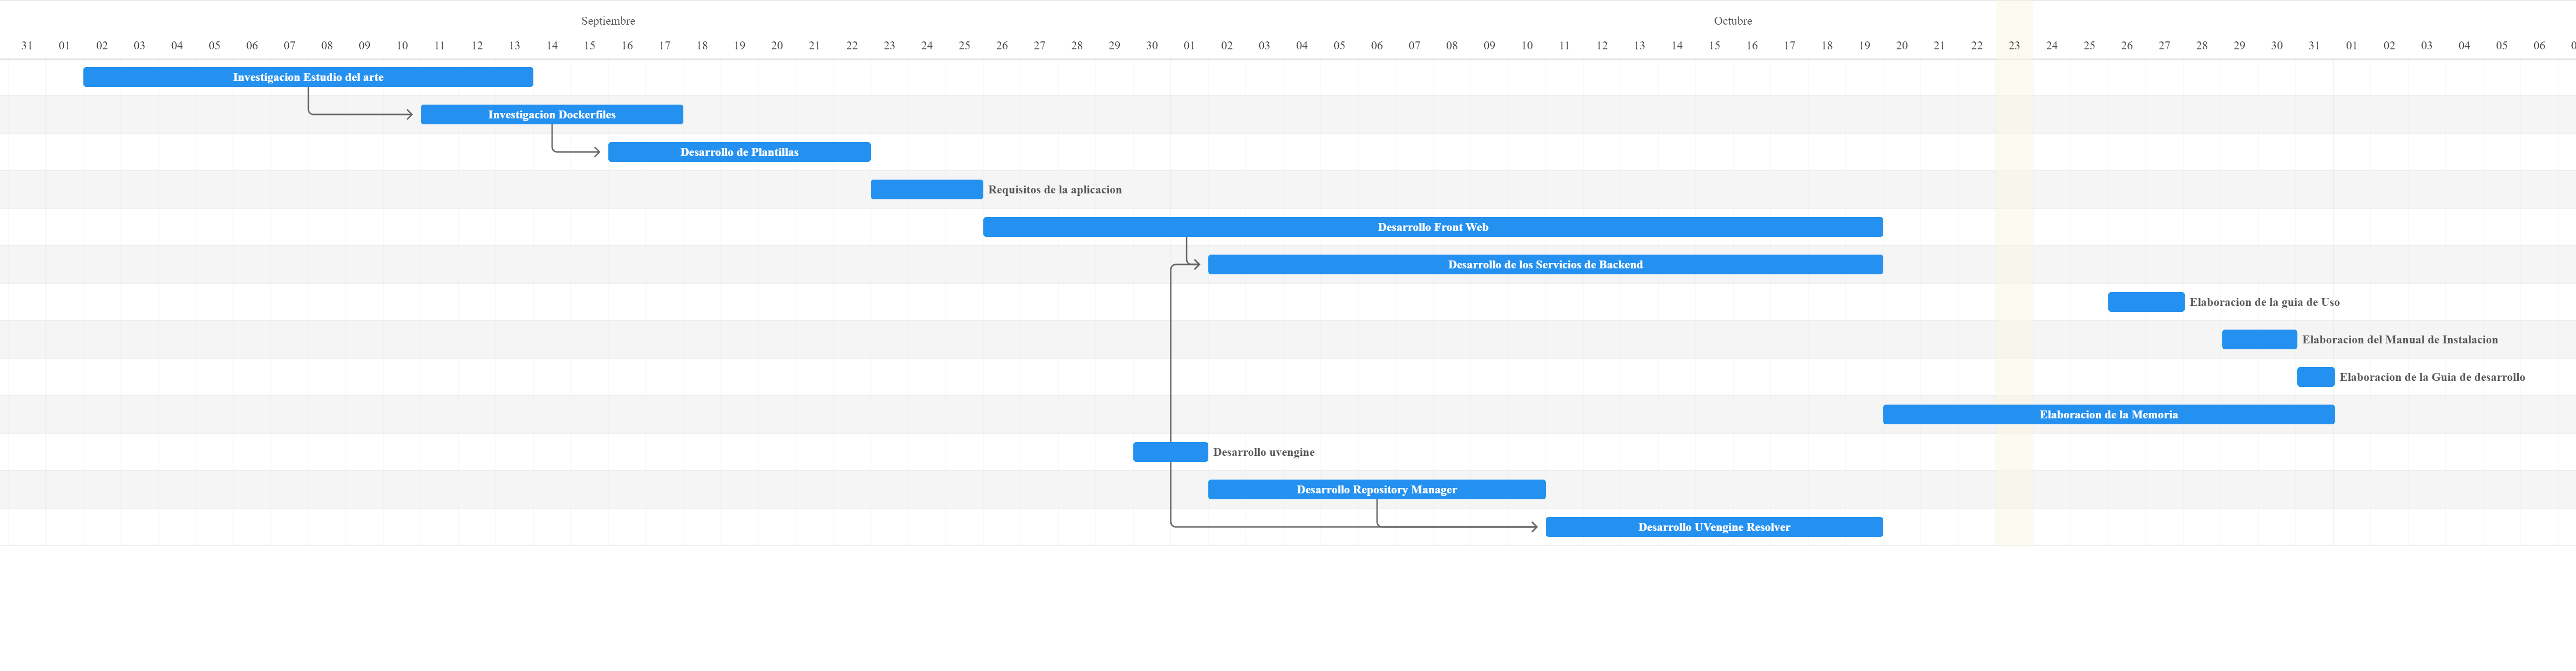 Septiembre Octubre
31 01 02 03 04 05 06 07 08 09 10 11 12 13 14 15 16 17 18 19 20 21 22 23 24 25 26 27 28 29 30 01 02 03 04 05 06 07 08 09 10 11 12 13 14 15 16 17 18 19 20 21 22 23 24 25 26 27 28 29 30 31 01 02 03 04 05 06
Investigacion Estudio del arte
Investigacion Dockerfiles
Desarrollo de Plantillas
Requisitos de la aplicacion
Desarrollo Front Web
Desarrollo de los Servicios de Backend
Elaboracion de la guia de Uso
Elaboracion del Manual de Instalacion
Elaboracion de la Guia de desarrollo
Elaboracion de la Memoria
Desarrollo uvengine
Desarrollo Repository Manager
Desarrollo UVengine Resolver